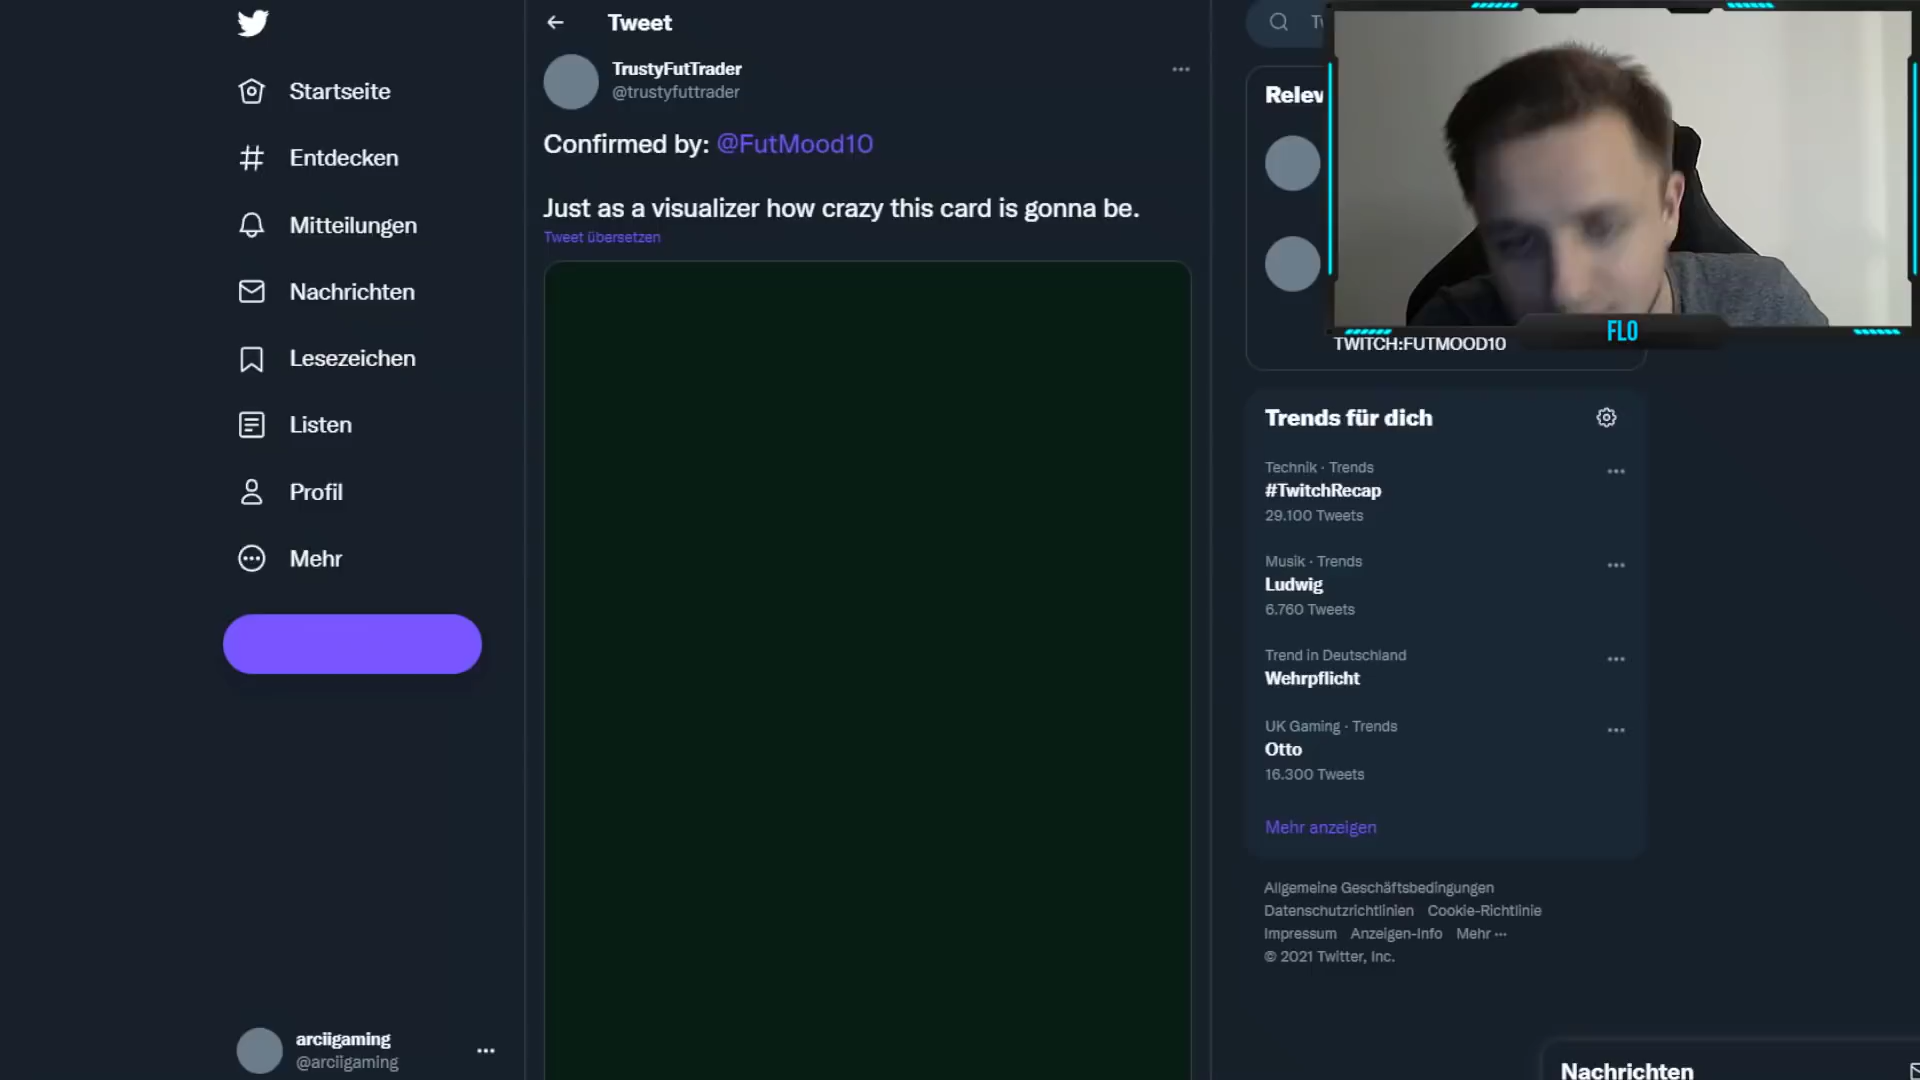 Startseite
Entdecken
Mitteilungen
Nachrichten
Lesezeichen
Listen
Profil
Mehr
arciigaming
@arciigaming
Tweet
TrustyFutTrader
@trustyfuttrader
Confirmed by: @FutMood10
Just as a visualizer how crazy this card is gonna be.
Tweet übersetzen
FLO
TWITCH:FUTMOOD10
Trends für dich
Technik · Trends
#TwitchRecap
29.100 Tweets
Musik · Trends
Ludwig
6.760 Tweets
Trend in Deutschland
Wehrpflicht
UK Gaming · Trends
Otto
16.300 Tweets
Mehr anzeigen
Allgemeine Geschäftsbedingungen
Datenschutzrichtlinien Cookie-Richtlinie
Impressum Anzeigen-Info Mehr ···
© 2021 Twitter, Inc.
Nachrichten